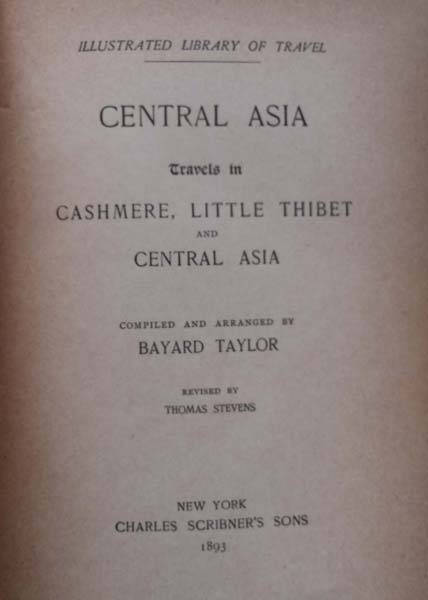 ILLUSTRATED LIBRARY OF TRAVEL
CENTRAL ASIA
Travels in
CASHMERE, LITTLE THIBET
AND
CENTRAL ASIA
COMPILED AND ARRANGED BY
BAYARD TAYLOR
REVISED BY
THOMAS STEVENS
NEW YORK
CHARLES SCRIBNER'S SONS
1893